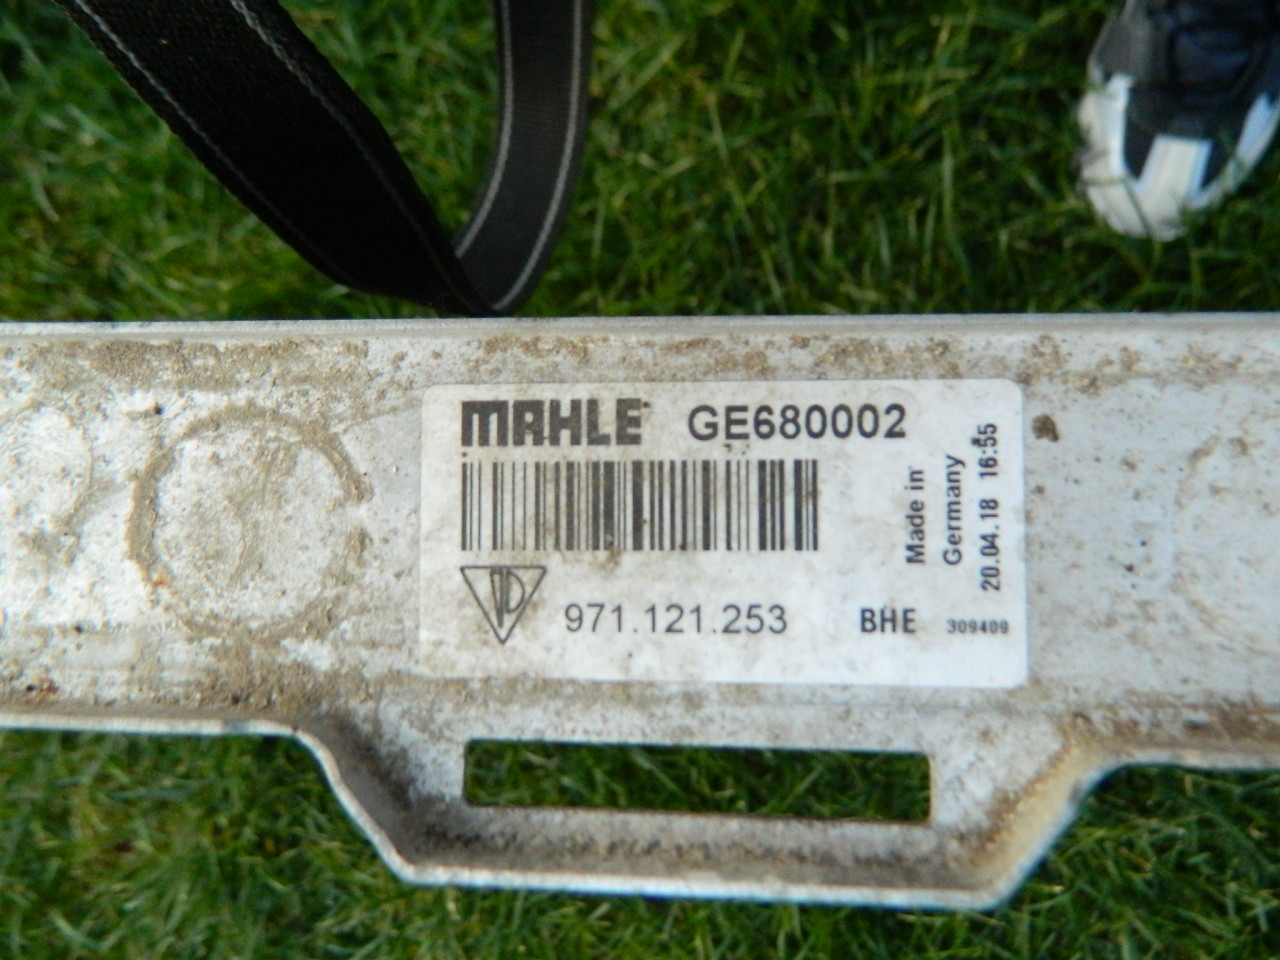 MAHLE GE680002
971.121.253
BHE 309409
Made in
Germany
20.04.18 16:55